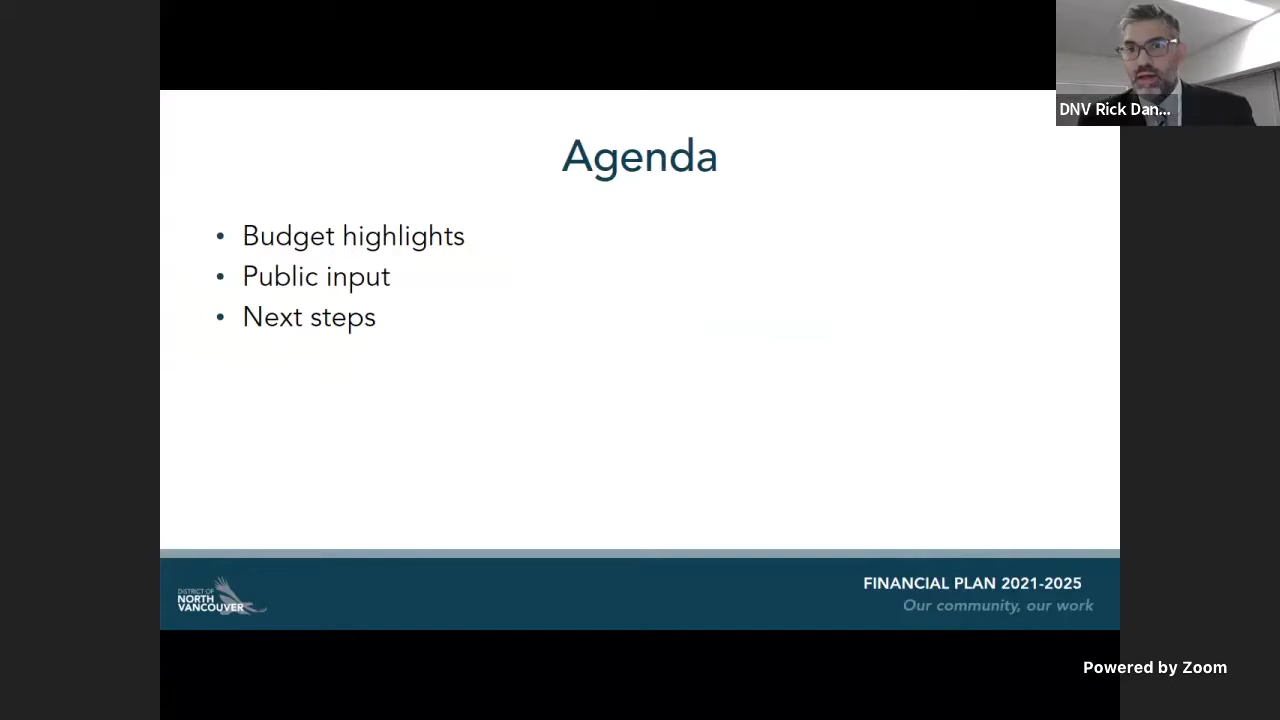 DNV Rick Dan...
Agenda
• Budget highlights
• Public input
• Next steps
DISTRICT OF
NORTH
VANCOUVER
FINANCIAL PLAN 2021-2025
Our community, our work
Powered by Zoom